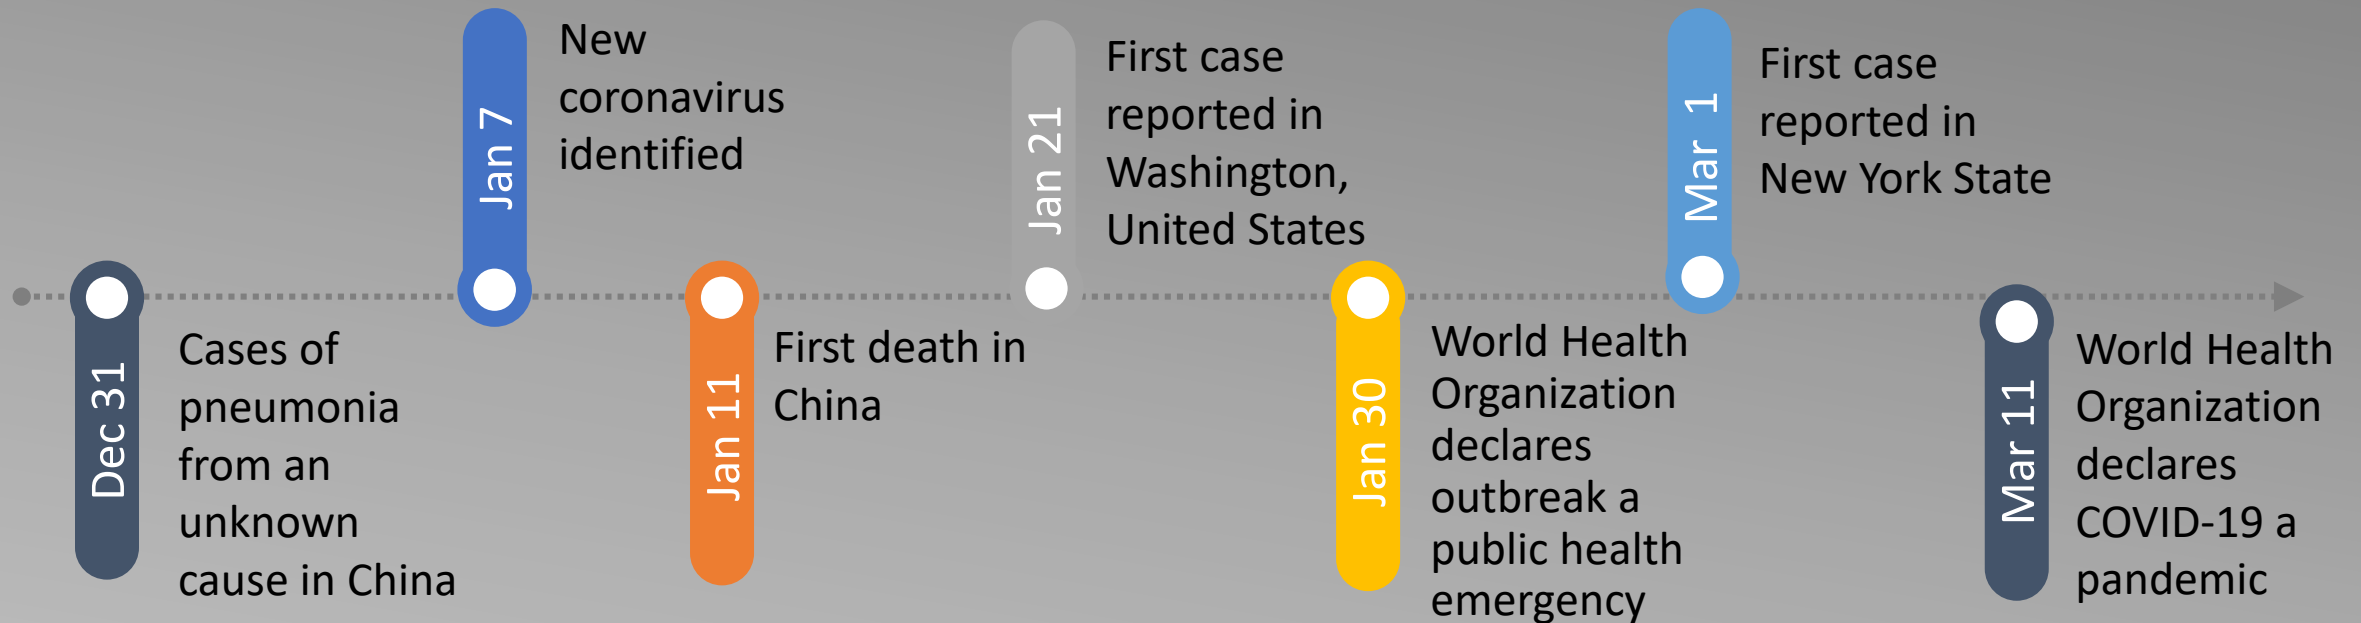 Dec 31
Cases of
pneumonia
from an
unknown
cause in China
Jan 7
New
coronavirus
identified
Jan 11
First death in
China
Jan 21
First case
reported in
Washington,
United States
Jan 30
World Health
Organization
declares
outbreak a
public health
emergency
Mar 1
First case
reported in
New York State
Mar 11
World Health
Organization
declares
COVID-19 a
pandemic